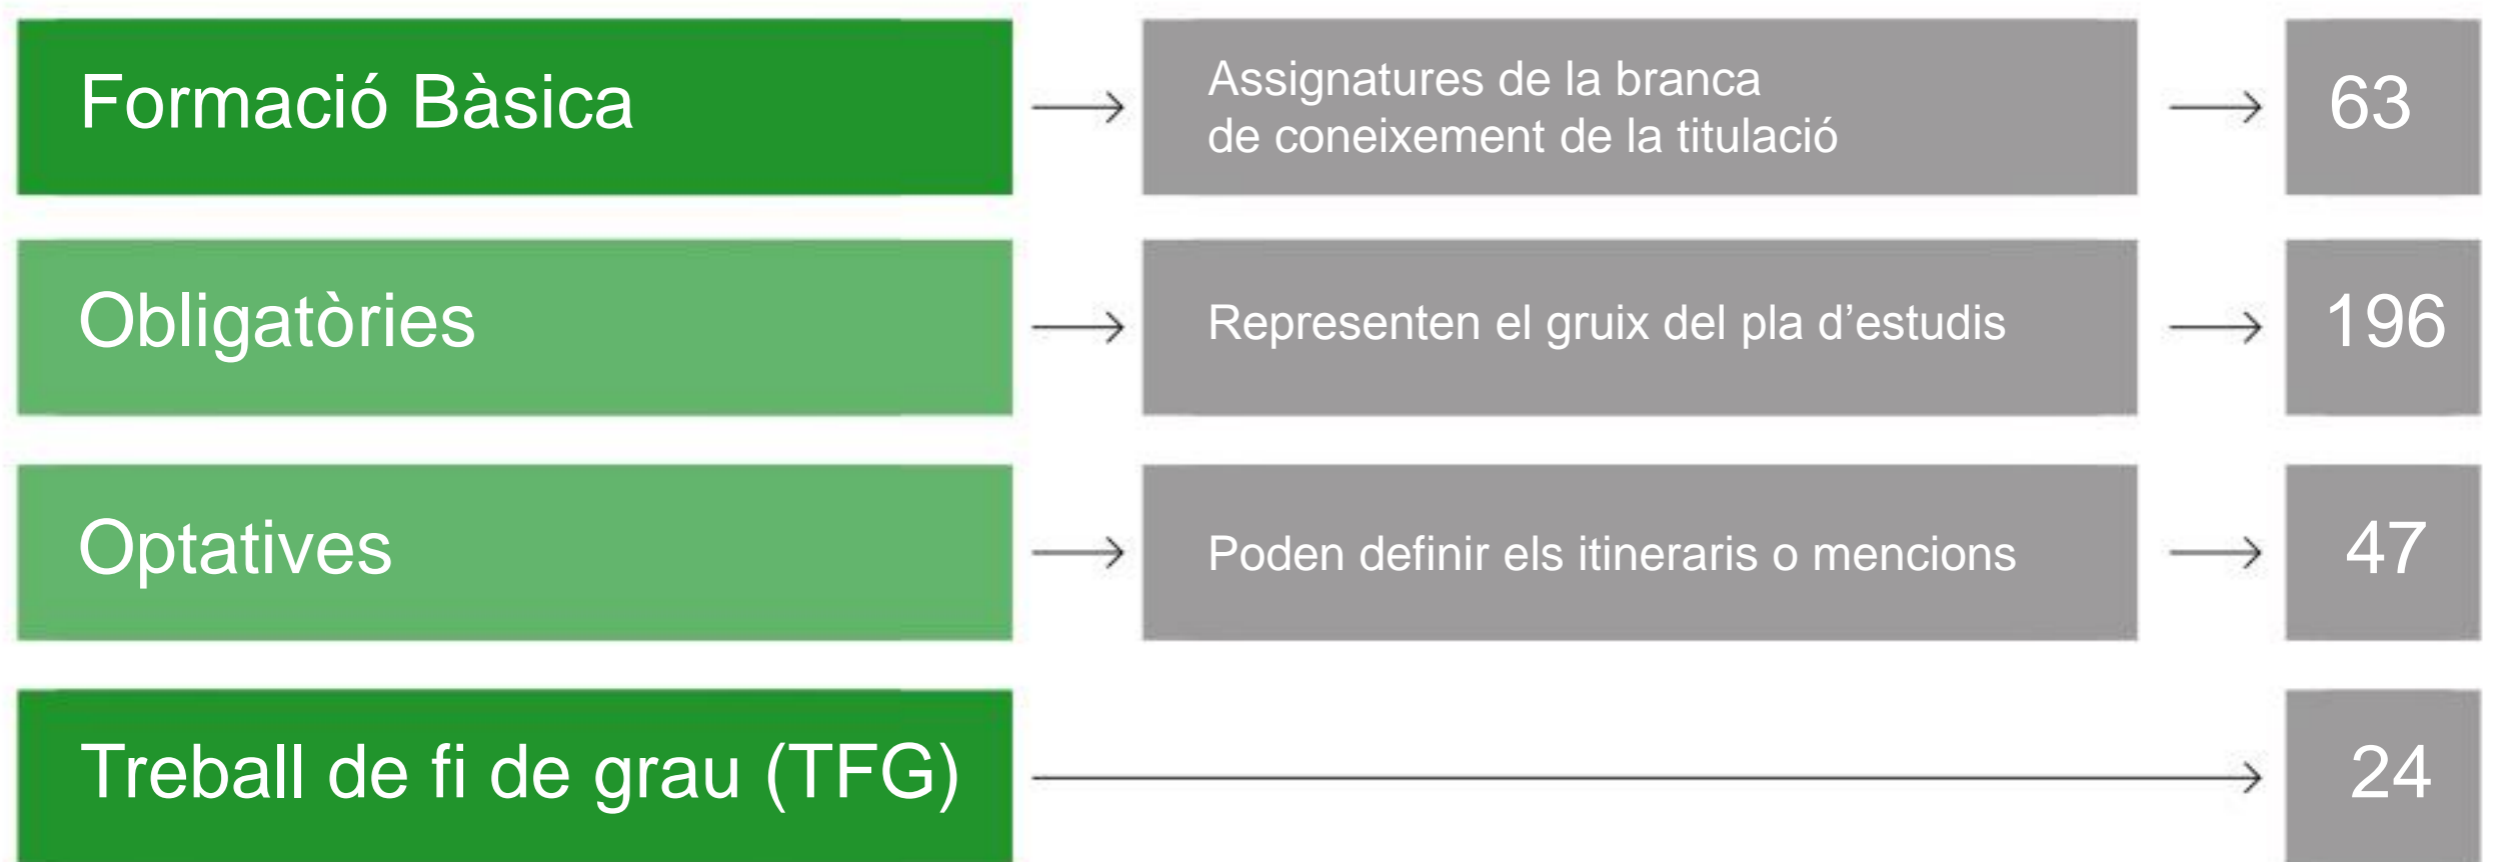 Formació Bàsica
Assignatures de la branca
de coneixement de la titulació
63
Obligatòries
Representen el gruix del pla d’estudis
196
Optatives
Poden definir els itineraris o mencions
47
Treball de fi de grau (TFG)
24